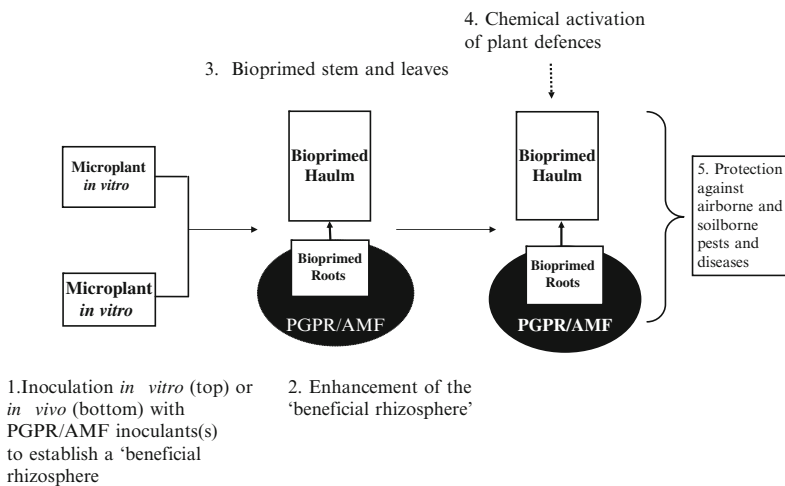 4. Chemical activation
of plant defences
3. Bioprimed stem and leaves
Microplant
in vitro
Microplant
in vitro
Bioprimed
Haulm
Bioprimed
Roots
PGPR/AMF
Bioprimed
Haulm
Bioprimed
Roots
PGPR/AMF
5. Protection
against
airborne and
soilborne
pests and
diseases
1.Inoculation in vitro (top) or
in vivo (bottom) with
PGPR/AMF inoculants(s)
to establish a ‘beneficial
rhizosphere
2. Enhancement of the
‘beneficial rhizosphere’